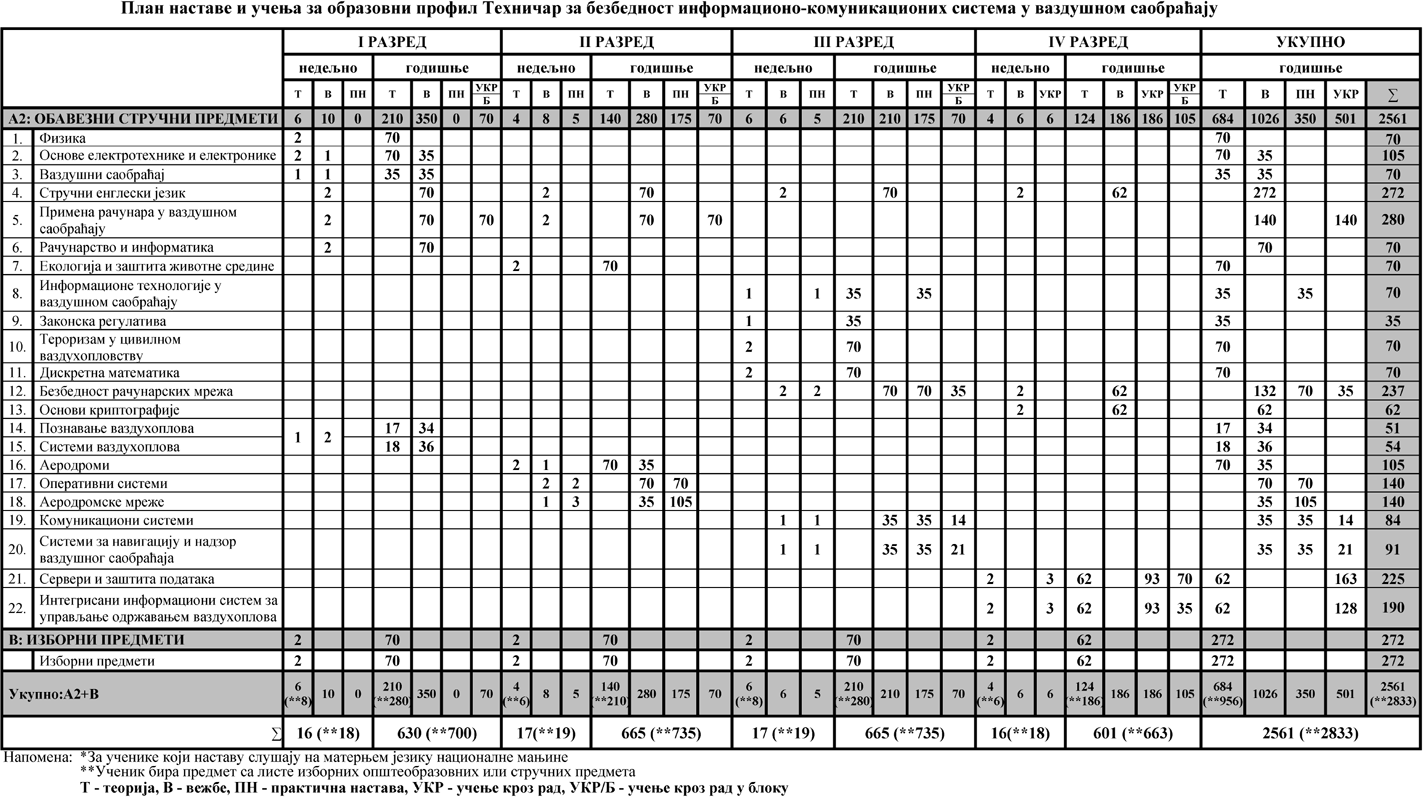 План наставе и учења за образовни профил Техничар за безбедност информационо-комуникационих система у ваздушном саобраћају
I РАЗРЕД II РАЗРЕД III РАЗРЕД IV РАЗРЕД УКУПНО
недељно годишње недељно годишње недељно годишње недељно годишње годишње
Т В ПН Т В ПН УКР/Б Т В ПН Т В ПН УКР/Б Т В ПН Т В ПН УКР/Б Т В УКР Т В УКР УКР/Б Т В ПН УКР ∑
А2: ОБАВЕЗНИ СТРУЧНИ ПРЕДМЕТИ 6 10 0 210 350 0 70 4 8 5 140 280 175 70 6 6 5 210 210 175 70 4 6 6 124 186 186 105 684 1026 350 501 2561
1. Физика 2 70 70 70
2. Основе електротехнике и електронике 2 1 70 35 70 35 105
3. Ваздушни саобраћај 1 1 35 35 35 35 70
4. Стручни енглески језик 2 70 2 70 2 70 2 62 272 272
5. Примена рачунара у ваздушном
саобраћају 2 70 70 2 70 70 140 140 280
6. Рачунарство и информатика 2 70 70 70
7. Екологија и заштита животне средине 2 70 70 70
8. Информационе технологије у
ваздушном саобраћају 1 1 35 35 35 35 70
9. Законска регулатива 1 35 35 35
10. Тероризам у цивилном
ваздухопловству 2 70 70 70
11. Дискретна математика 2 70 70 70
12. Безбедност рачунарских мрежа 2 2 70 70 35 2 62 132 70 35 237
13. Основи криптографије 2 62 62 62
14. Познавање ваздухоплова 1 2 17 34 17 34 51
15. Системи ваздухоплова 18 36 18 36 54
16. Аеродроми 2 1 70 35 70 35 105
17. Оперативни системи 2 2 70 70 70 70 140
18. Аеродромске мреже 1 3 35 105 35 105 140
19. Комуникациони системи 1 1 35 35 14 35 35 14 84
20. Системи за навигацију и надзор
ваздушног саобраћаја 1 1 35 35 21 35 35 21 91
21. Сервери и заштита података 2 3 62 93 70 62 163 225
22. Интегрисани информациони систем за
управљање одржавањем ваздухоплова 2 3 62 93 35 62 128 190
В: ИЗБОРНИ ПРЕДМЕТИ 2 70 2 70 2 70 2 62 272 272
Изборни предмети 2 70 2 70 2 70 2 62 272 272
Укупно:А2+В 6 (**8) 10 0 210 (**280) 350 0 70 4 (**6) 8 5 140 (**210) 280 175 70 6 (**8) 6 5 210 (**280) 210 175 70 4 (**6) 6 6 124 (**186) 186 186 105 684 (**956) 1026 350 501 2561 (**2833)
∑ 16 (**18) 630 (**700) 17(**19) 665 (**735) 17 (**19) 665 (**735) 16(**18) 601 (**663) 2561 (**2833)
Напомена: *За ученике који наставу слушају на матерњем језику националне мањине
**Ученик бира предмет са листе изборних општеобразовних или стручних предмета
Т - теорија, В - вежбе, ПН - практична настава, УКР - учење кроз рад, УКР/Б - учење кроз рад у блоку